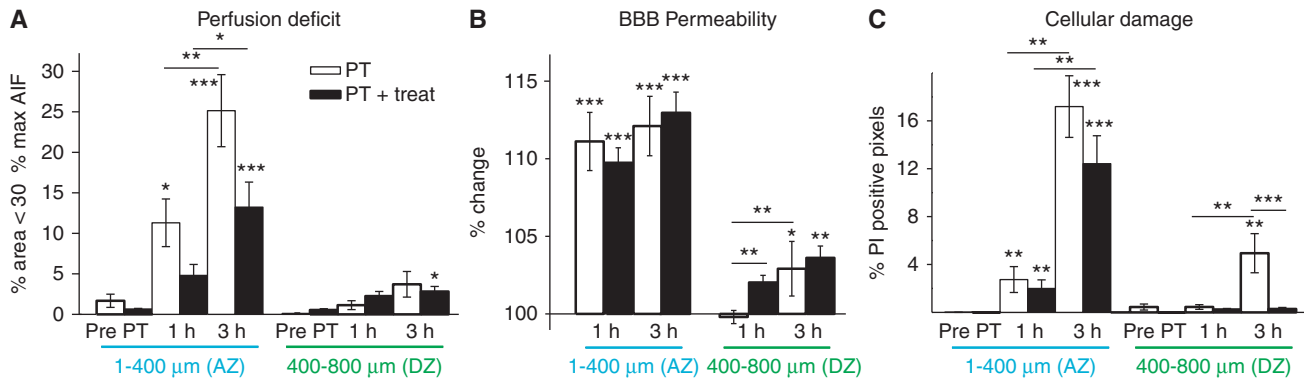 A Perfusion deficit
% area < 30 % max AIF
30
25
20
15
10
5
0
* ** *** * *** *
PT
PT + treat
Pre PT 1 h 3 h Pre PT 1 h 3 h
1-400 μm (AZ) 400-800 μm (DZ)
B BBB Permeability
% change
115
110
105
100
*** *** *** ***
** ** * **
1 h 3 h 1 h 3 h
1-400 μm (AZ) 400-800 μm (DZ)
C Cellular damage
% PI positive pixels
16
12
8
4
** ** *** *** ** **
** *** **
Pre PT 1 h 3 h Pre PT 1 h 3 h
1-400 μm (AZ) 400-800 μm (DZ)